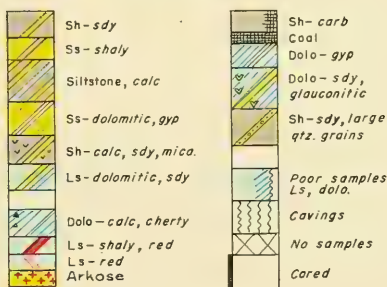 Sh-sdy
Ss-shaly
Siltstone, calc
Ss-dolomitic, gyp
Sh-calc, sdy, mica.
Ls-dolomitic, sdy
Dolo-calc, cherty
Ls-shaly, red
Ls-red
Arkose
Sh-carb
Coal
Dolo-gyp
Dolo-sdy,
glauconitic
Sh-sdy, large
qtz. grains
Poor samples
Ls, dolo.
Cavings
No samples
Cored